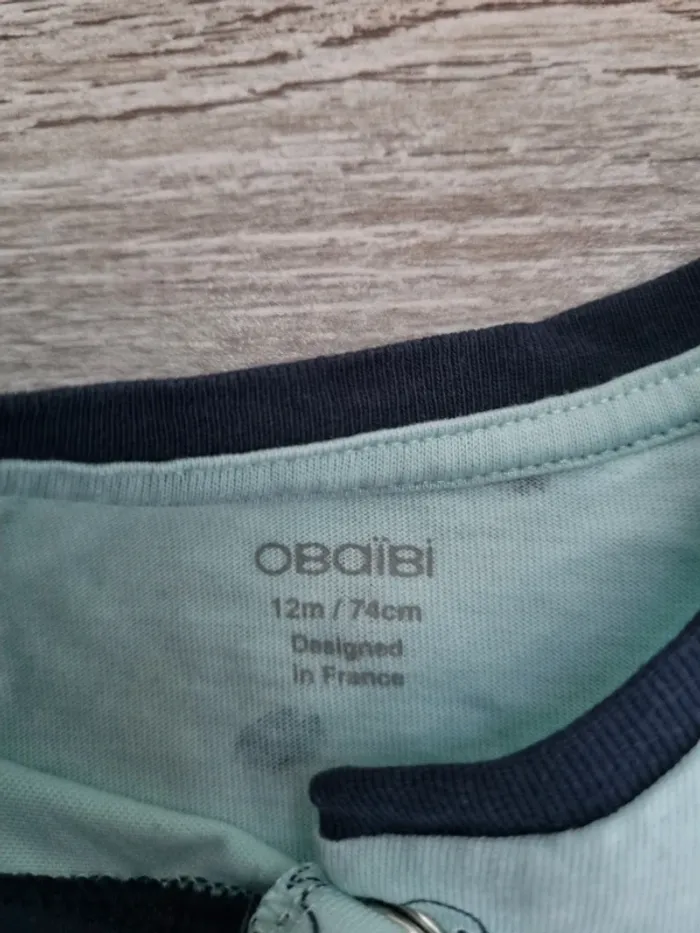 OBaïBi
12m / 74cm
Designed
in France